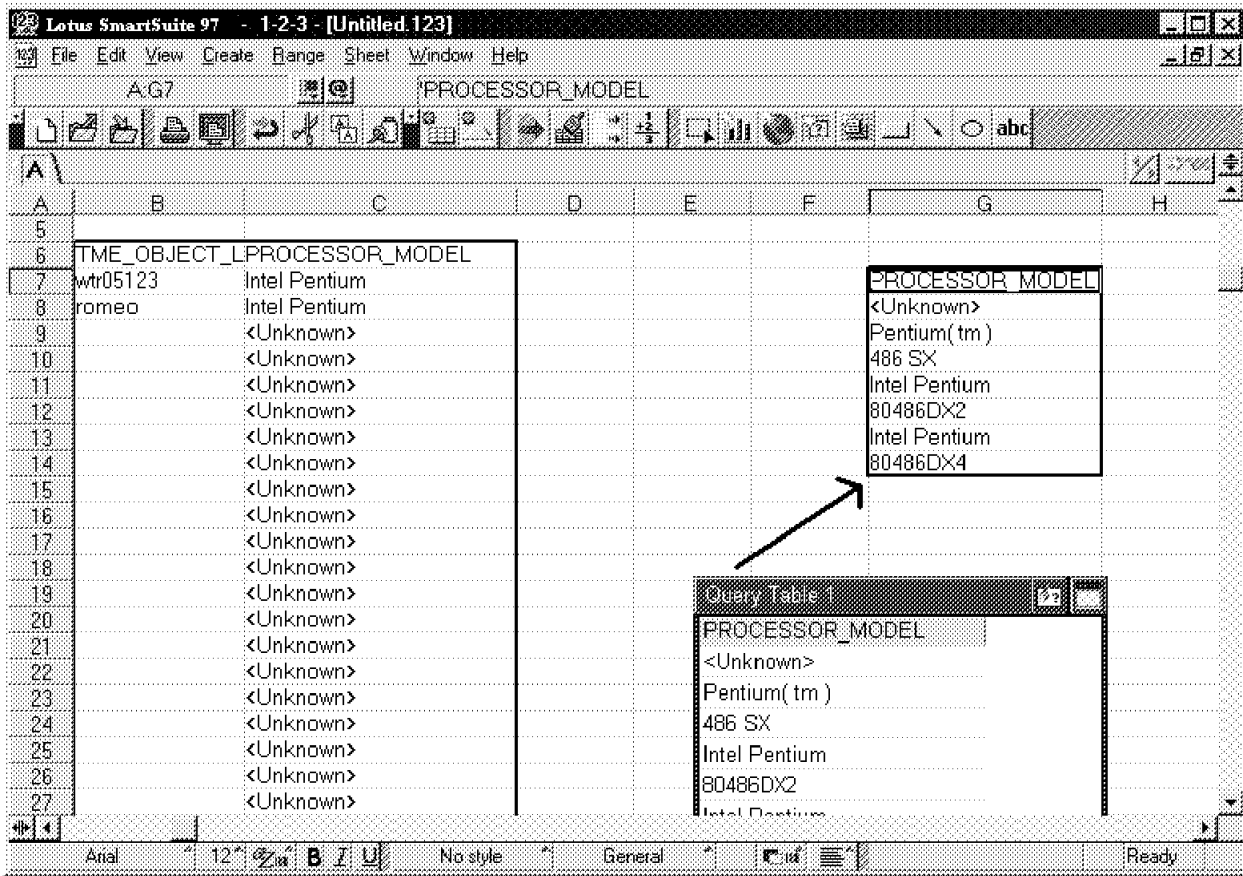 Lotus SmartSuite 97 - 1-2-3 - [Untitled.123]
File Edit View Create Range Sheet Window Help
A:G7 'PROCESSOR_MODEL
abc
A
A B C D E F G H
5
6 TME_OBJECT_L PROCESSOR_MODEL
7 wtr05123 Intel Pentium PROCESSOR_MODEL
8 romeo Intel Pentium <Unknown>
9 <Unknown> Pentium( tm )
10 <Unknown> 486 SX
11 <Unknown> Intel Pentium
12 <Unknown> 80486DX2
13 <Unknown> Intel Pentium
14 <Unknown> 80486DX4
15 <Unknown>
16 <Unknown>
17 <Unknown>
18 <Unknown>
19 <Unknown>
20 <Unknown>
21 <Unknown>
22 <Unknown>
23 <Unknown>
24 <Unknown>
25 <Unknown>
26 <Unknown>
27 <Unknown>
Query Table 1
PROCESSOR_MODEL
<Unknown>
Pentium( tm )
486 SX
Intel Pentium
80486DX2
Intel Pentium
Arial 12 B I U No style General Ready